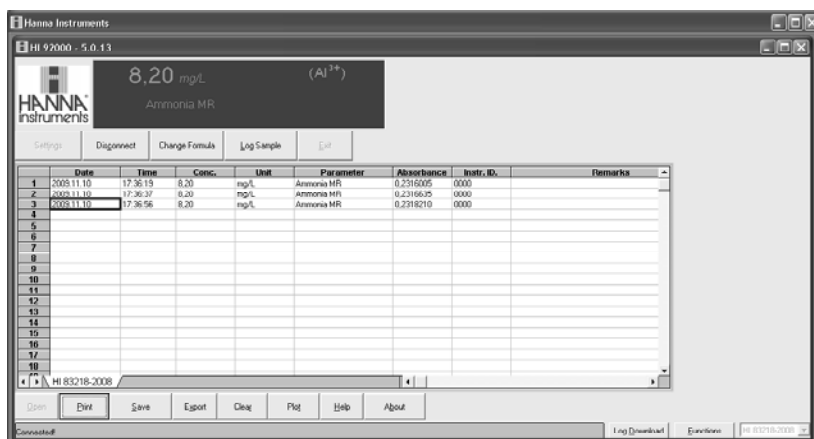 Hanna Instruments
HI 92000 - 5.0.13
HANNA
instruments
8,20 mg/L (Al3+)
Ammonia MR
Settings Disconnect Change Formula Log Sample Exit
Date Time Conc. Unit Parameter Absorbance Instr. ID. Remarks
1 2009.11.10 17:36:19 8,20 mg/L Ammonia MR 0,2316005 0000
2 2009.11.10 17:36:37 8,20 mg/L Ammonia MR 0,2316635 0000
3 2009.11.10 17:36:56 8,20 mg/L Ammonia MR 0,2318210 0000
4
5
6
7
8
9
10
11
12
13
14
15
16
17
18
HI 83218-2008
Open Print Save Export Clear Plot Help About
Connected! Log Download Functions HI 83218-2008